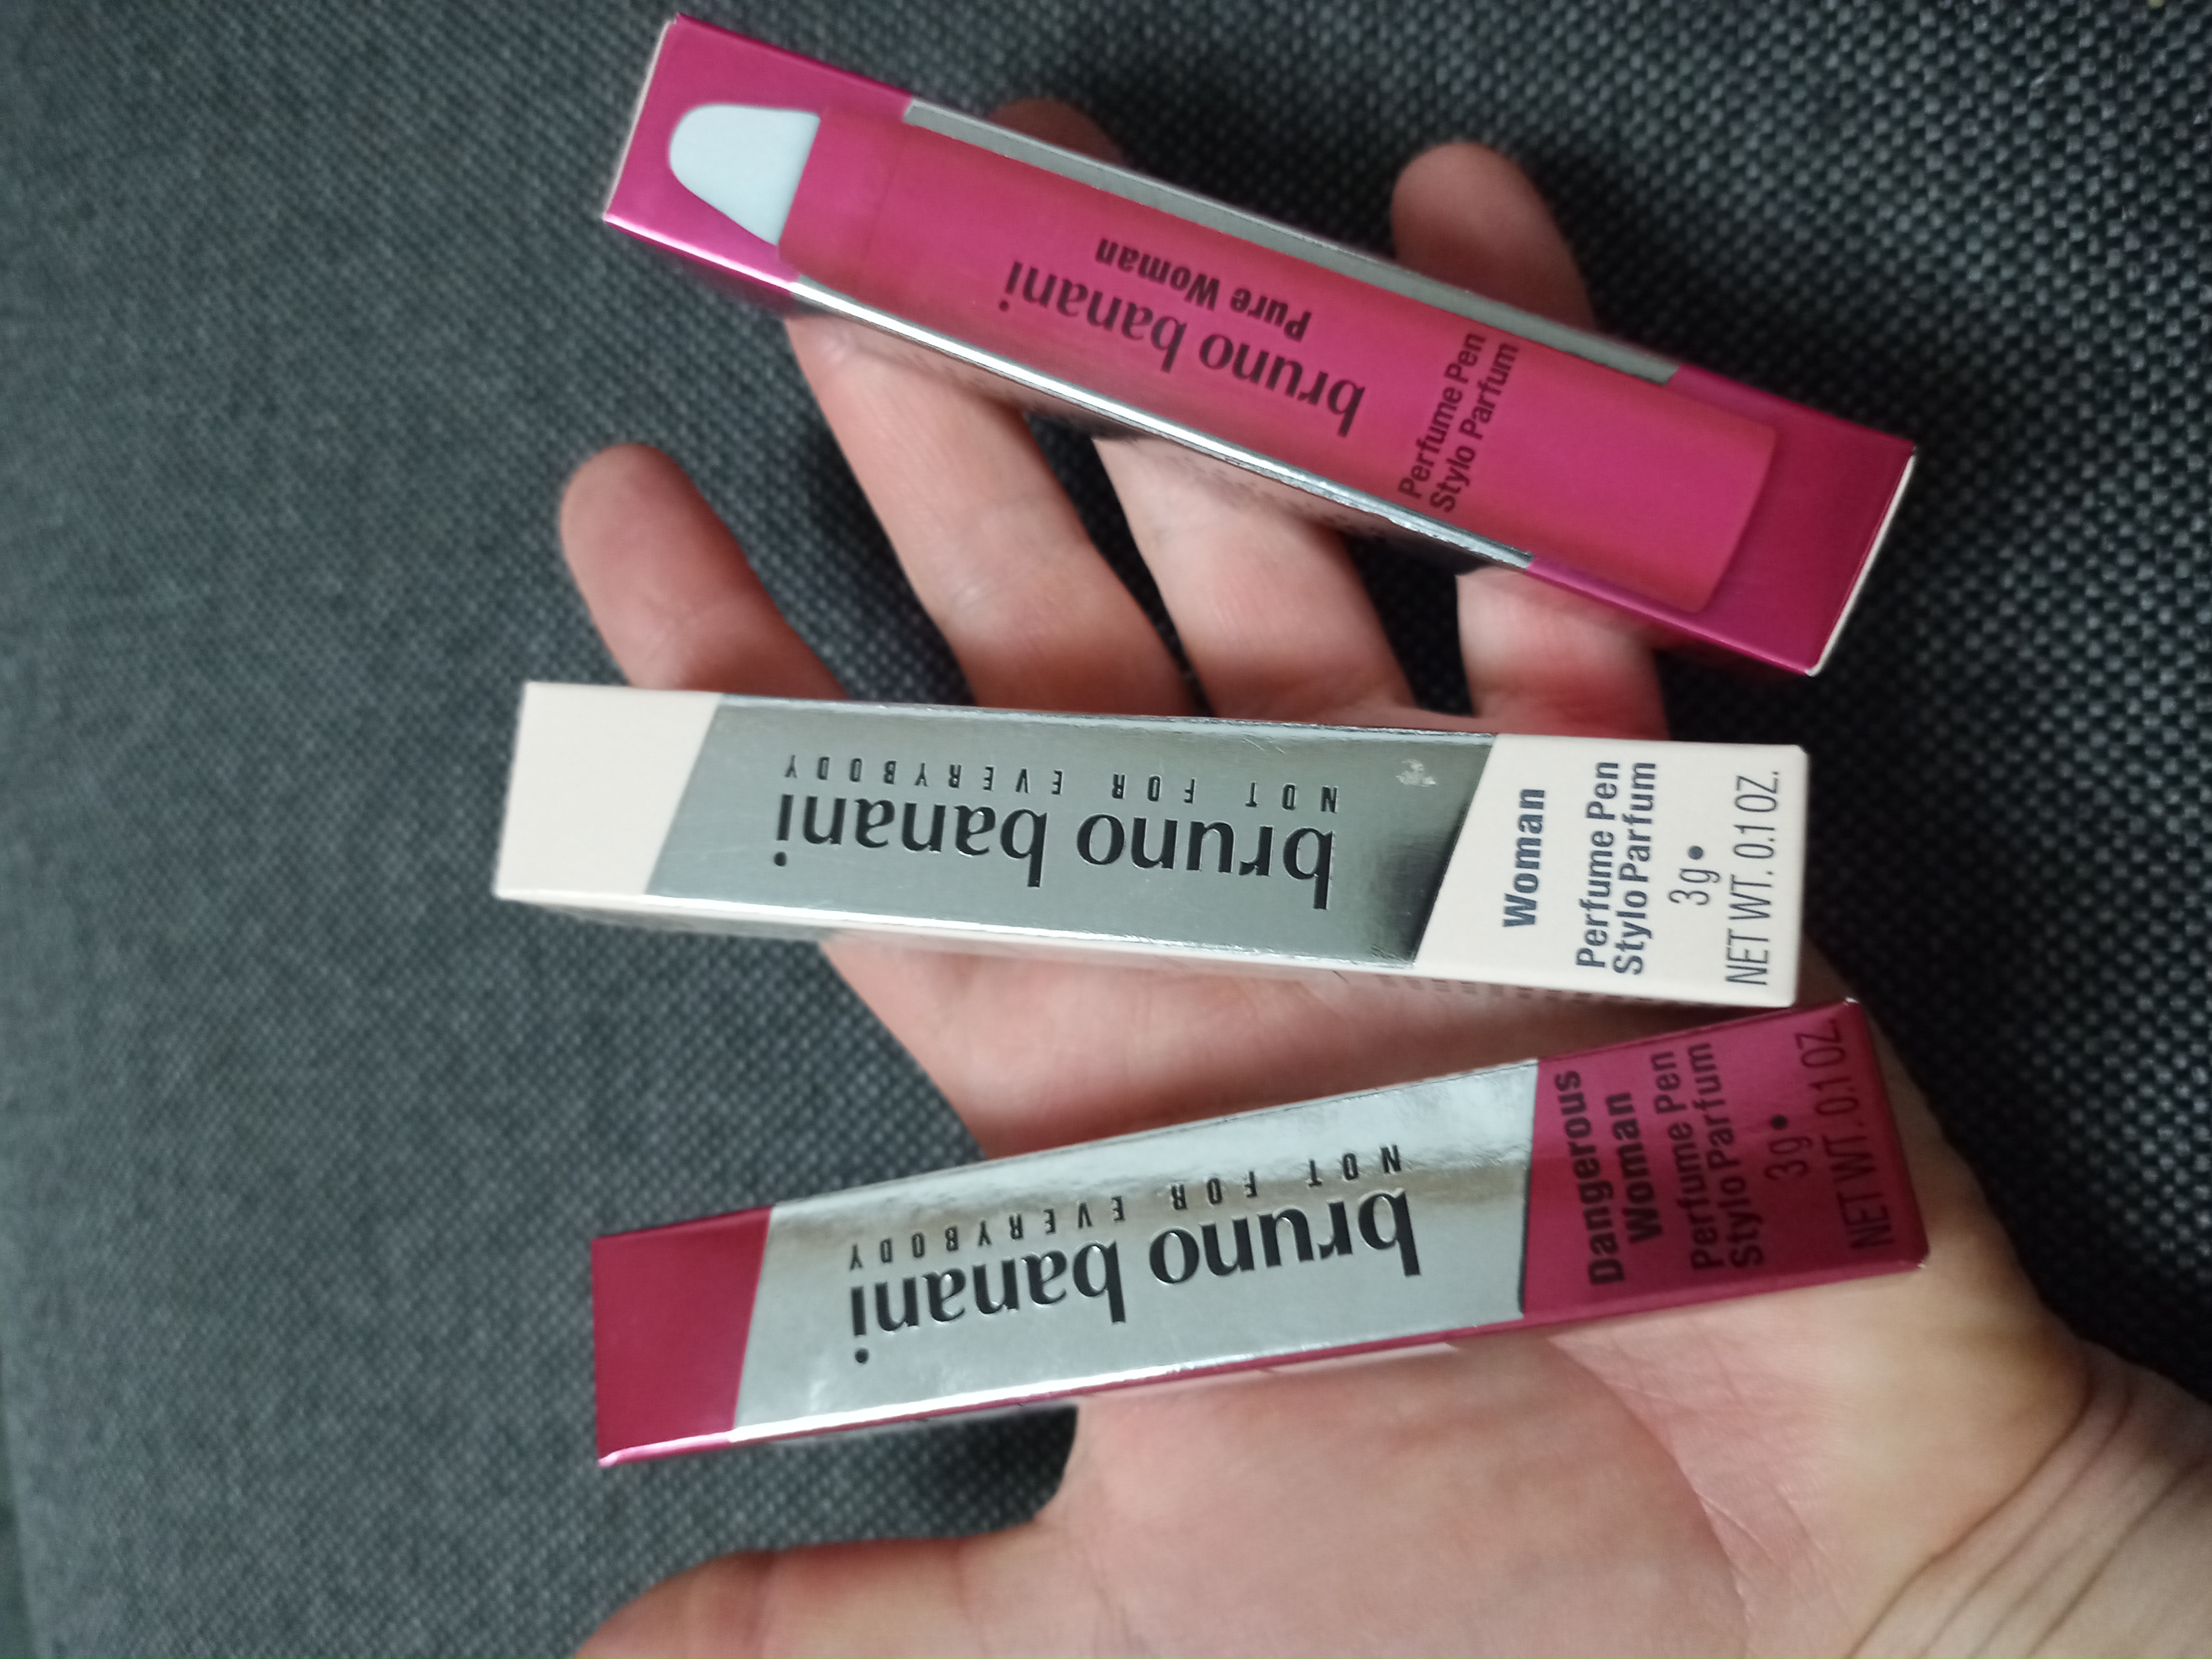 bruno banani
Pure Woman
Perfume Pen
Stylo Parfum
bruno banani
NOT FOR EVERYBODY
Woman
Perfume Pen
Stylo Parfum
3g●
NET WT. 0.1 OZ.
bruno banani
NOT FOR EVERYBODY
Dangerous
Woman
Perfume Pen
Stylo Parfum
3g●
NET WT. 0.1 OZ